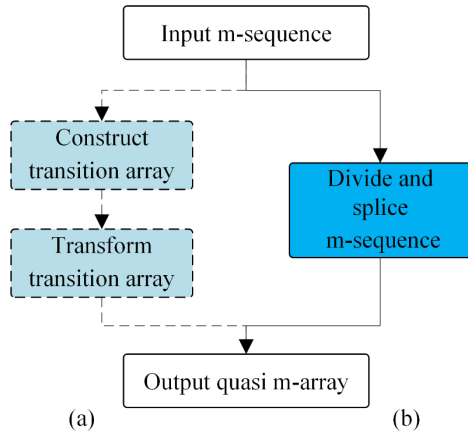 Input m-sequence
Construct
transition array
Transform
transition array
Divide and
splice
m-sequence
Output quasi m-array
(a)
(b)